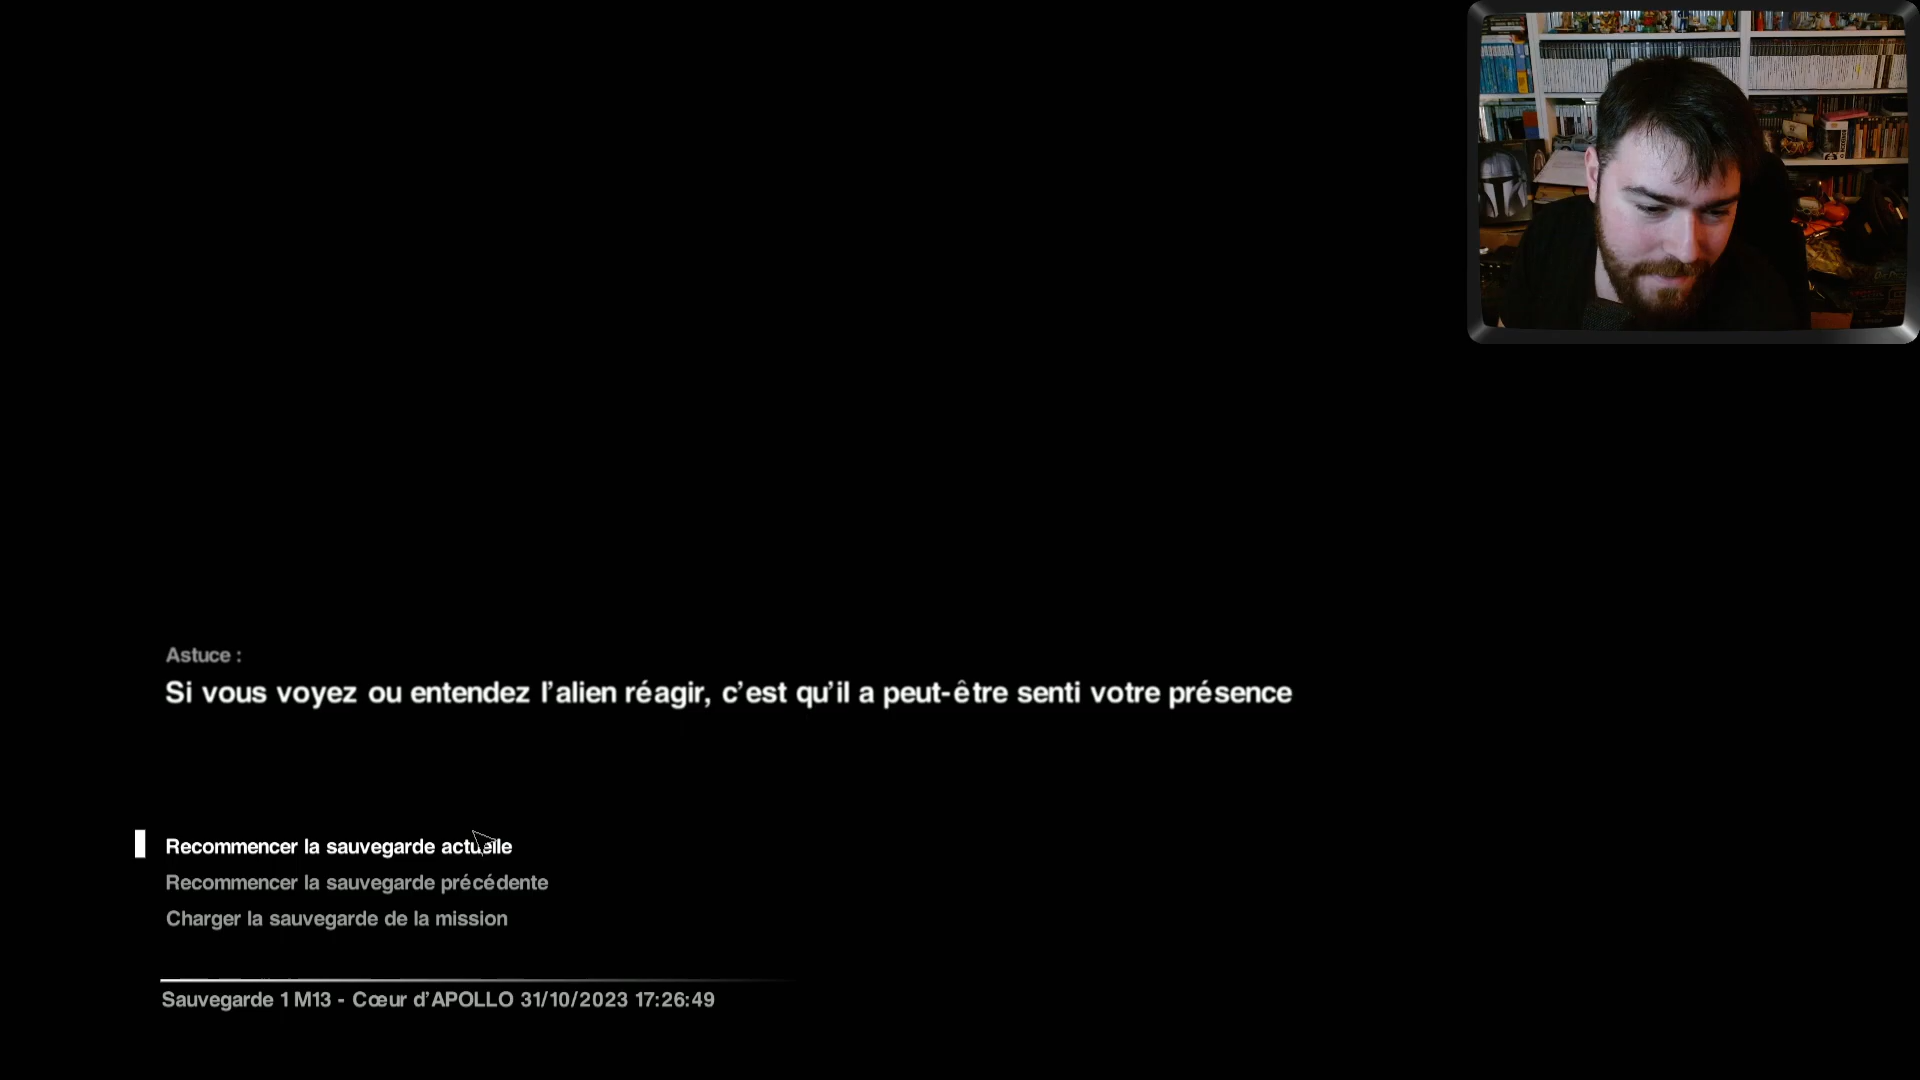 Astuce :
Si vous voyez ou entendez l’alien réagir, c’est qu’il a peut-être senti votre présence
Recommencer la sauvegarde actuelle
Recommencer la sauvegarde précédente
Charger la sauvegarde de la mission
Sauvegarde 1 M13 - Cœur d’APOLLO 31/10/2023 17:26:49